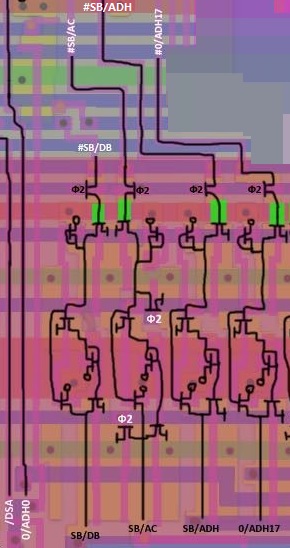 #SB/ADH
#SB/AC
#0/ADH17
#SB/DB
Φ2
Φ2
Φ2
Φ2
Φ2
Φ2
/DSA
0/ADH0
SB/DB
SB/AC
SB/ADH
0/ADH17